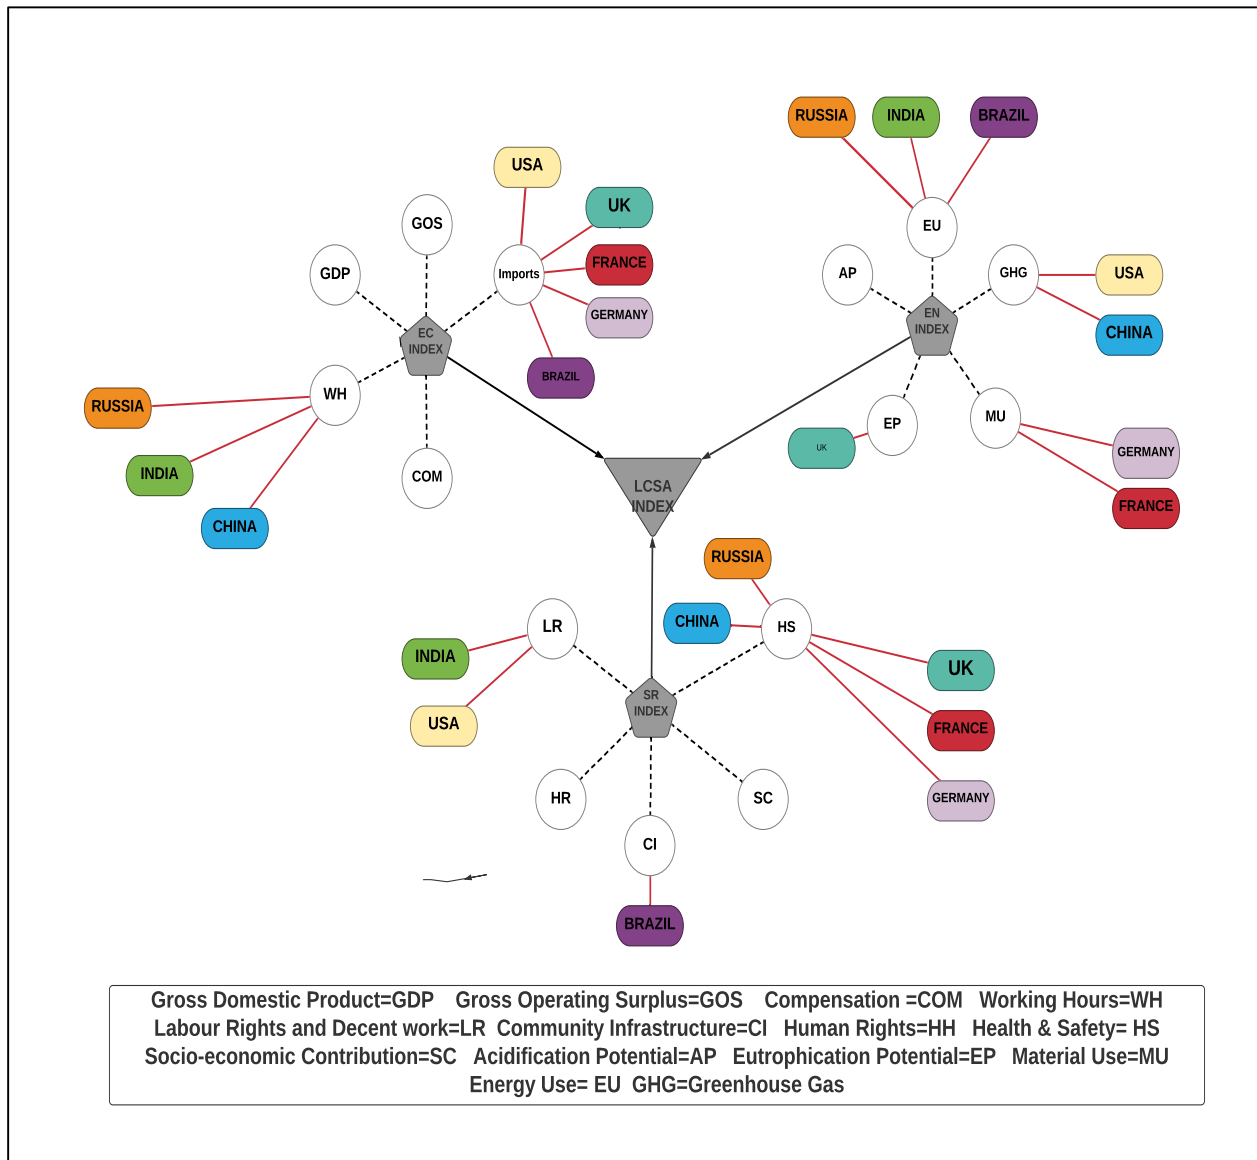 RUSSIA
INDIA
BRAZIL
USA
UK
GOS
EU
FRANCE
GDP
Imports
AP
GHG
USA
GERMANY
EC
INDEX
EN
INDEX
CHINA
BRAZIL
WH
RUSSIA
MU
EP
UK
GERMANY
INDIA
COM
LCSA
INDEX
FRANCE
CHINA
RUSSIA
CHINA
LR
HS
INDIA
UK
SR
INDEX
USA
FRANCE
HR
SC
GERMANY
CI
BRAZIL
Gross Domestic Product=GDP Gross Operating Surplus=GOS Compensation =COM Working Hours=WH
Labour Rights and Decent work=LR Community Infrastructure=CI Human Rights=HH Health & Safety= HS
Socio-economic Contribution=SC Acidification Potential=AP Eutrophication Potential=EP Material Use=MU
Energy Use= EU GHG=Greenhouse Gas